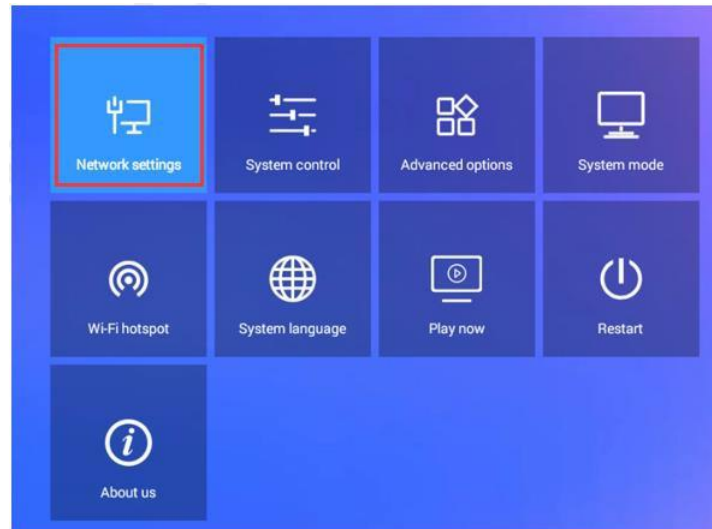 Network settings
System control
Advanced options
System mode
Wi-Fi hotspot
System language
Play now
Restart
About us